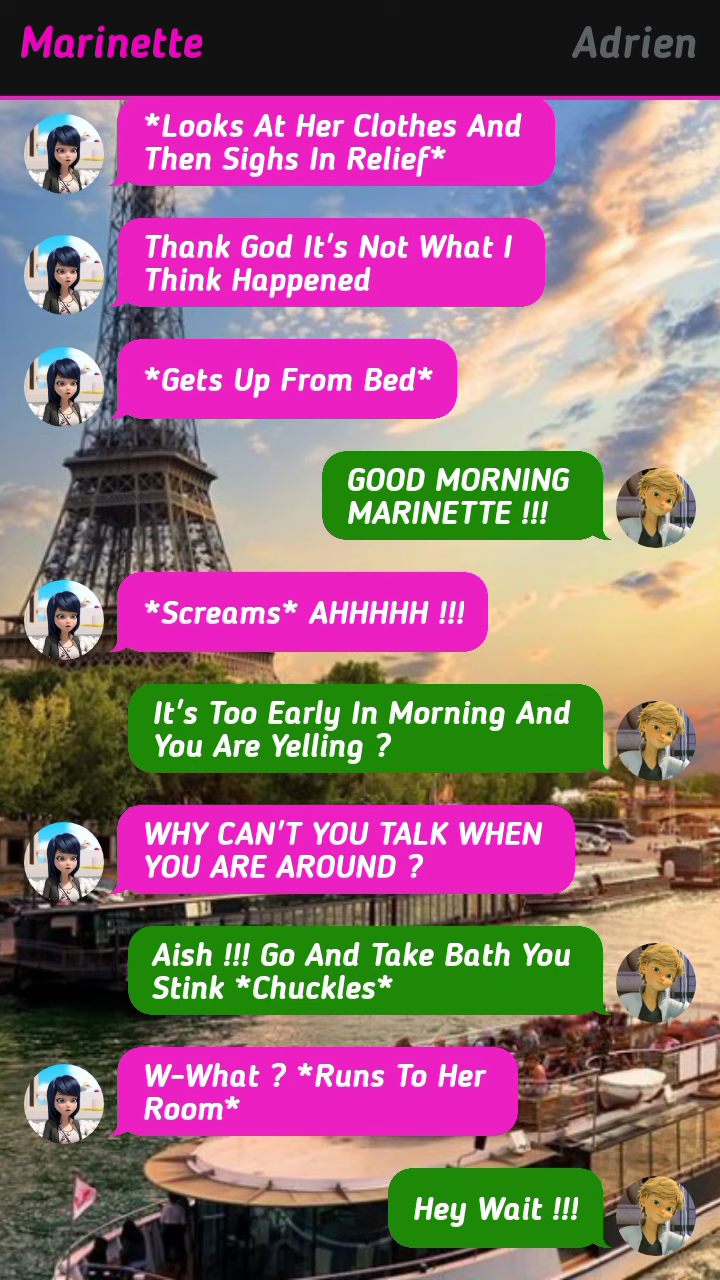 Marinette
Adrien
*Looks At Her Clothes And
Then Sighs In Relief*
Thank God It's Not What I
Think Happened
*Gets Up From Bed*
GOOD MORNING
MARINETTE !!!
*Screams* AHHHHH !!!
It's Too Early In Morning And
You Are Yelling ?
WHY CAN'T YOU TALK WHEN
YOU ARE AROUND ?
Aish !!! Go And Take Bath You
Stink *Chuckles*
W-What ? *Runs To Her
Room*
Hey Wait !!!